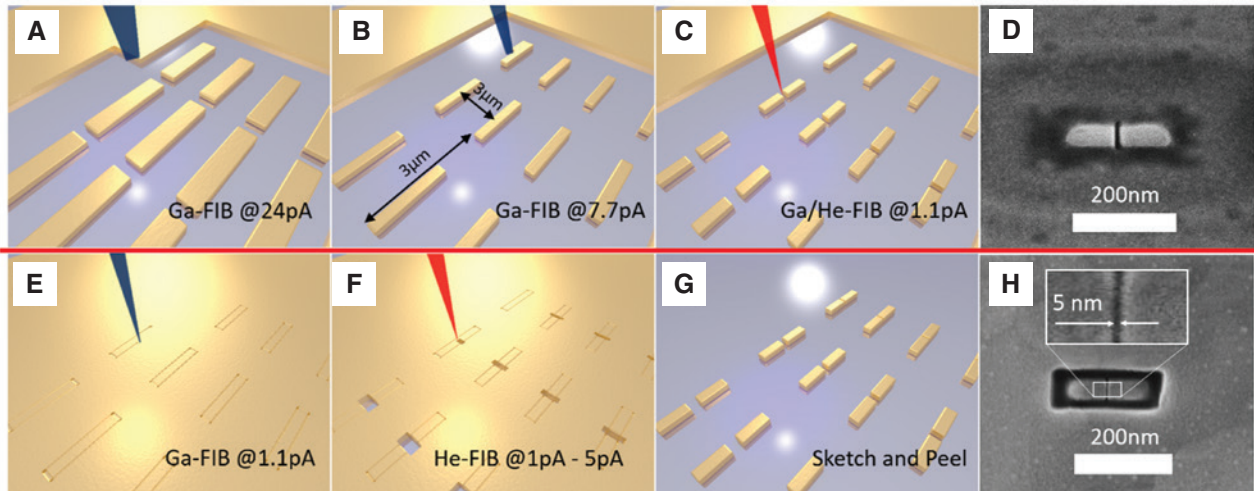 A
Ga-FIB @24pA
B
3µm
3µm
Ga-FIB @7.7pA
C
Ga/He-FIB @1.1pA
D
200nm
E
Ga-FIB @1.1pA
F
He-FIB @1pA - 5pA
G
Sketch and Peel
H
5 nm
200nm